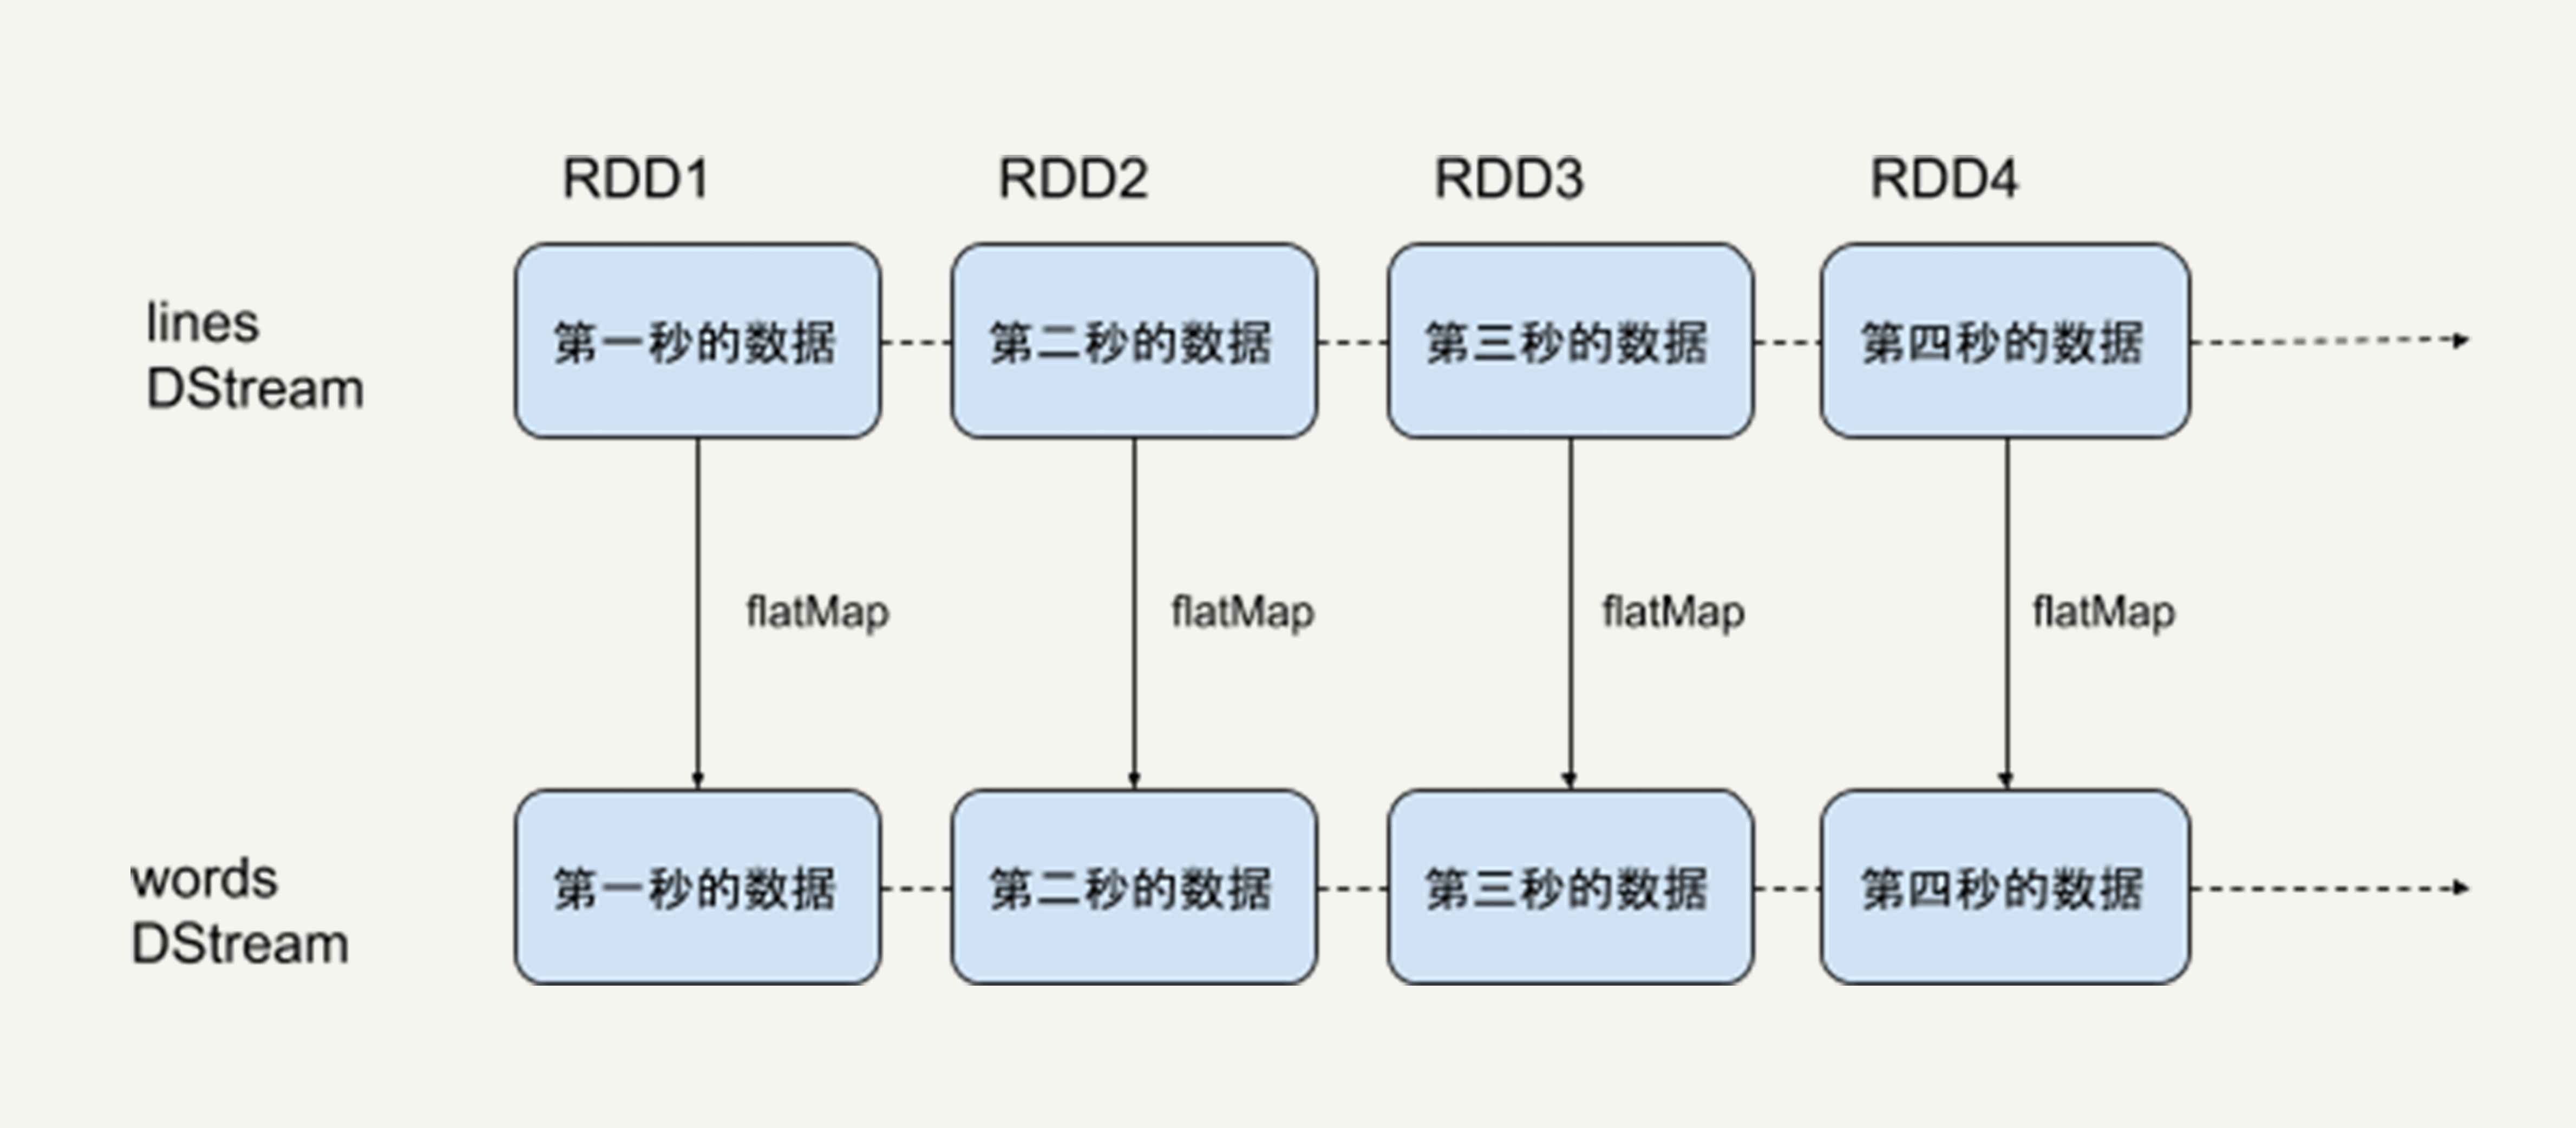 RDD1
RDD2
RDD3
RDD4
lines
DStream
第一秒的数据
第二秒的数据
第三秒的数据
第四秒的数据
flatMap
flatMap
flatMap
flatMap
words
DStream
第一秒的数据
第二秒的数据
第三秒的数据
第四秒的数据